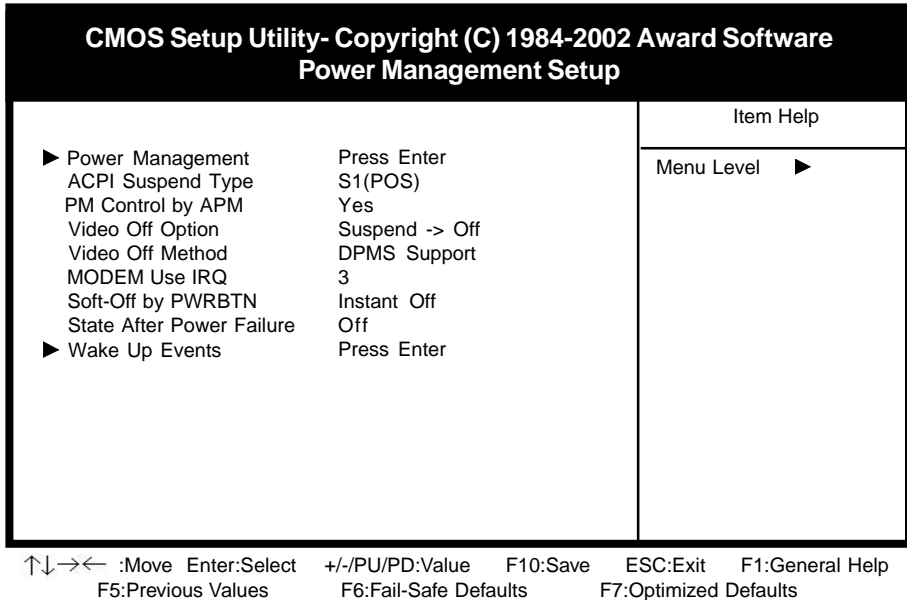 CMOS Setup Utility- Copyright (C) 1984-2002 Award Software
Power Management Setup
Item Help
▶ Power Management Press Enter
Menu Level ▶
ACPI Suspend Type S1(POS)
PM Control by APM Yes
Video Off Option Suspend -> Off
Video Off Method DPMS Support
MODEM Use IRQ 3
Soft-Off by PWRBTN Instant Off
State After Power Failure Off
▶ Wake Up Events Press Enter
↑↓→← :Move Enter:Select +/-/PU/PD:Value F10:Save ESC:Exit F1:General Help
F5:Previous Values F6:Fail-Safe Defaults F7:Optimized Defaults